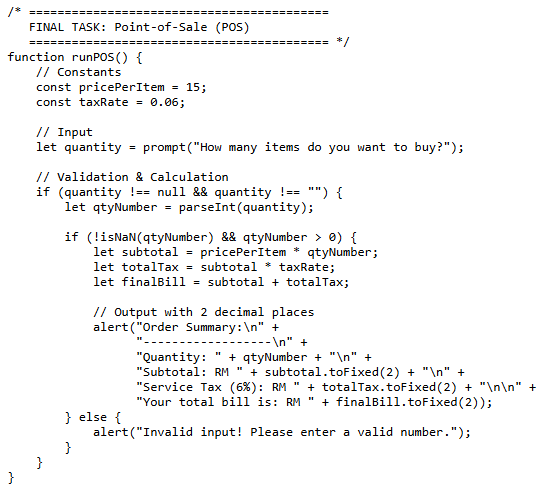 /* ==========================================
   FINAL TASK: Point-of-Sale (POS)
   ========================================== */
function runPOS() {
    // Constants
    const pricePerItem = 15;
    const taxRate = 0.06;

    // Input
    let quantity = prompt("How many items do you want to buy?");

    // Validation & Calculation
    if (quantity !== null && quantity !== "") {
        let qtyNumber = parseInt(quantity);

        if (!isNaN(qtyNumber) && qtyNumber > 0) {
            let subtotal = pricePerItem * qtyNumber;
            let totalTax = subtotal * taxRate;
            let finalBill = subtotal + totalTax;

            // Output with 2 decimal places
            alert("Order Summary:\n" +
                  "------------------\n" +
                  "Quantity: " + qtyNumber + "\n" +
                  "Subtotal: RM " + subtotal.toFixed(2) + "\n" +
                  "Service Tax (6%): RM " + totalTax.toFixed(2) + "\n\n" +
                  "Your total bill is: RM " + finalBill.toFixed(2));
        } else {
            alert("Invalid input! Please enter a valid number.");
        }
    }
}